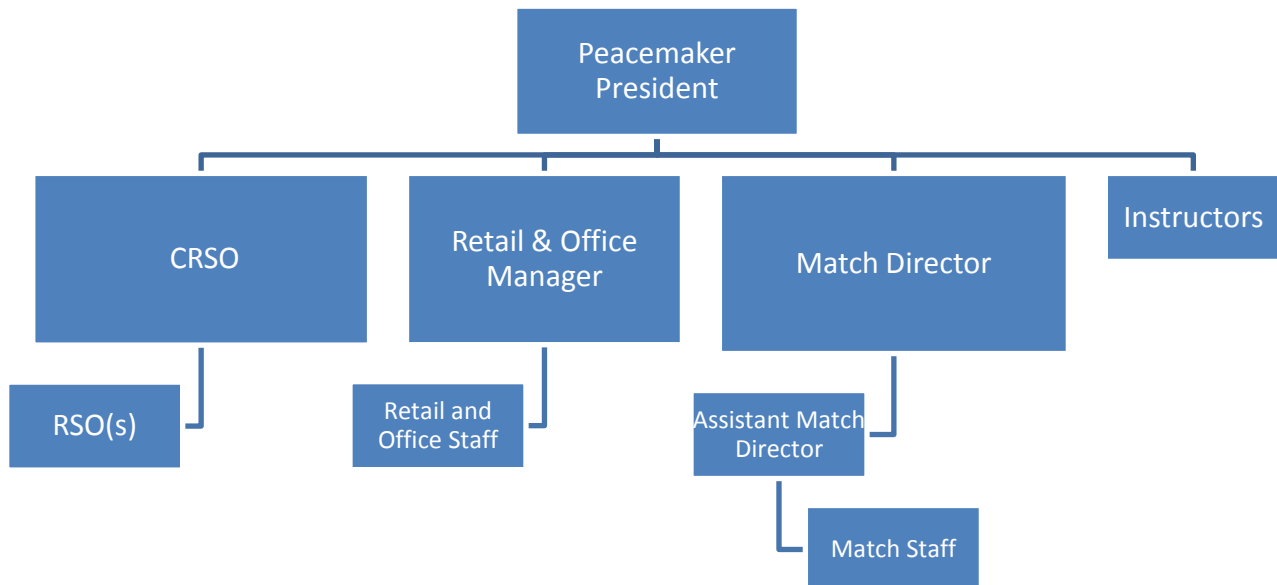 Peacemaker
President
CRSO
Retail & Office
Manager
Match Director
Instructors
RSO(s)
Retail and
Office Staff
Assistant Match
Director
Match Staff